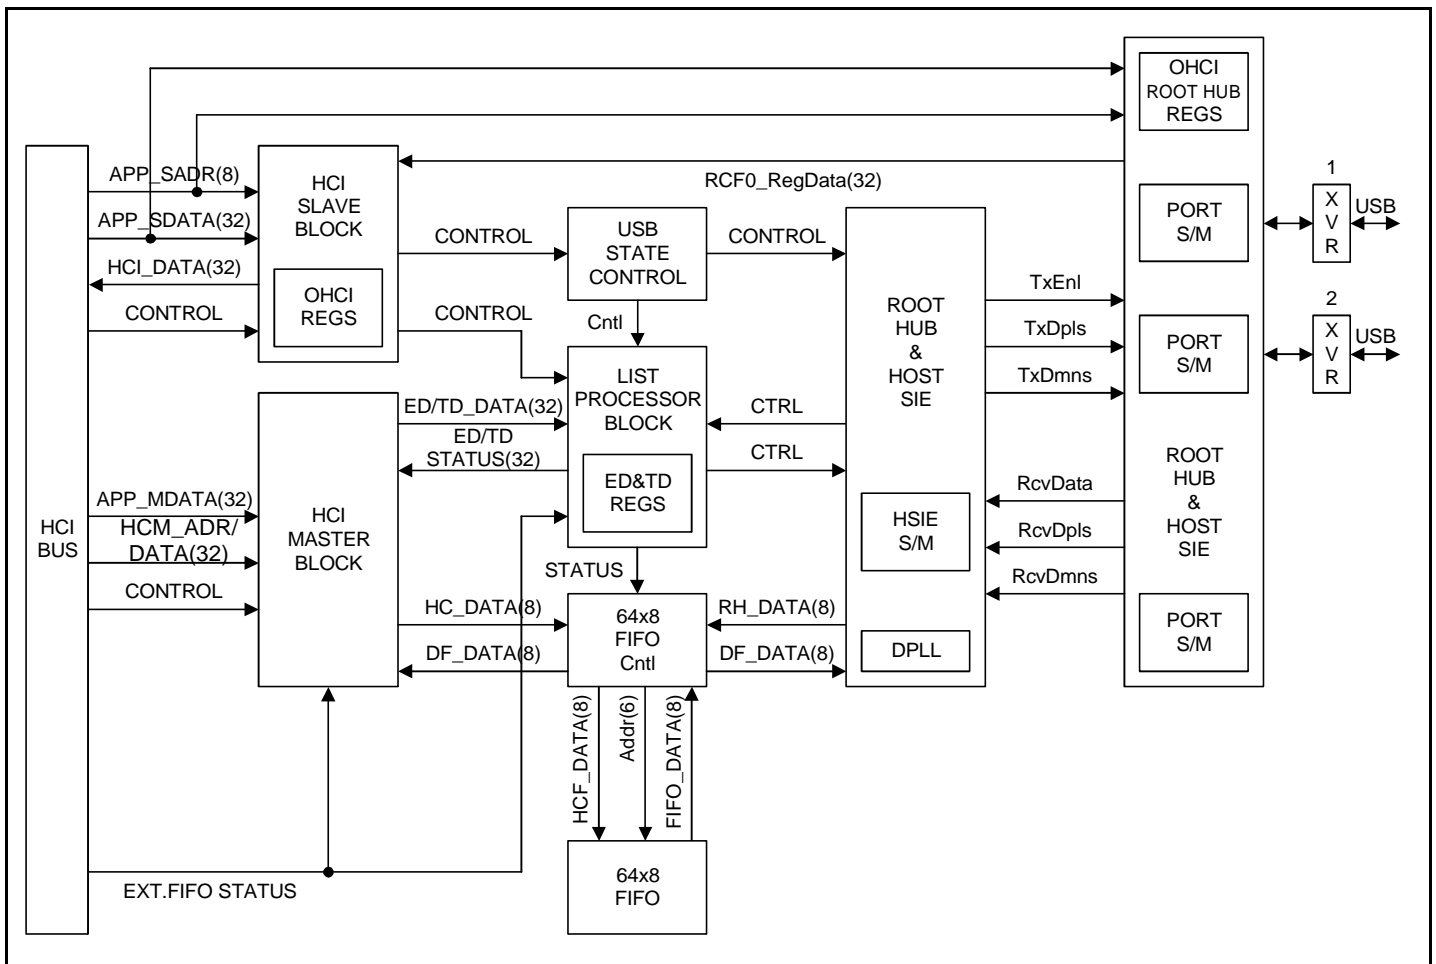 OHCI
ROOT HUB
REGS
APP_SADR(8)
APP_SDATA(32)
HCI_DATA(32)
CONTROL
HCI
SLAVE
BLOCK
OHCI
REGS
RCF0_RegData(32)
CONTROL
USB
STATE
CONTROL
CONTROL
CONTROL
Cntl
PORT
S/M
1
X
V
R
USB
TxEnl
TxDpls
TxDmns
PORT
S/M
2
X
V
R
USB
ROOT
HUB
&
HOST
SIE
LIST
PROCESSOR
BLOCK
ED&TD
REGS
ED/TD_DATA(32)
ED/TD
STATUS(32)
CTRL
CTRL
HCI
BUS
APP_MDATA(32)
HCM_ADR/
DATA(32)
CONTROL
HCI
MASTER
BLOCK
HSIE
S/M
DPLL
RcvData
RcvDpls
RcvDmns
ROOT
HUB
&
HOST
SIE
PORT
S/M
STATUS
HC_DATA(8)
DF_DATA(8)
64x8
FIFO
Cntl
RH_DATA(8)
DF_DATA(8)
HCF_DATA(8)
Addr(6)
FIFO_DATA(8)
64x8
FIFO
EXT.FIFO STATUS